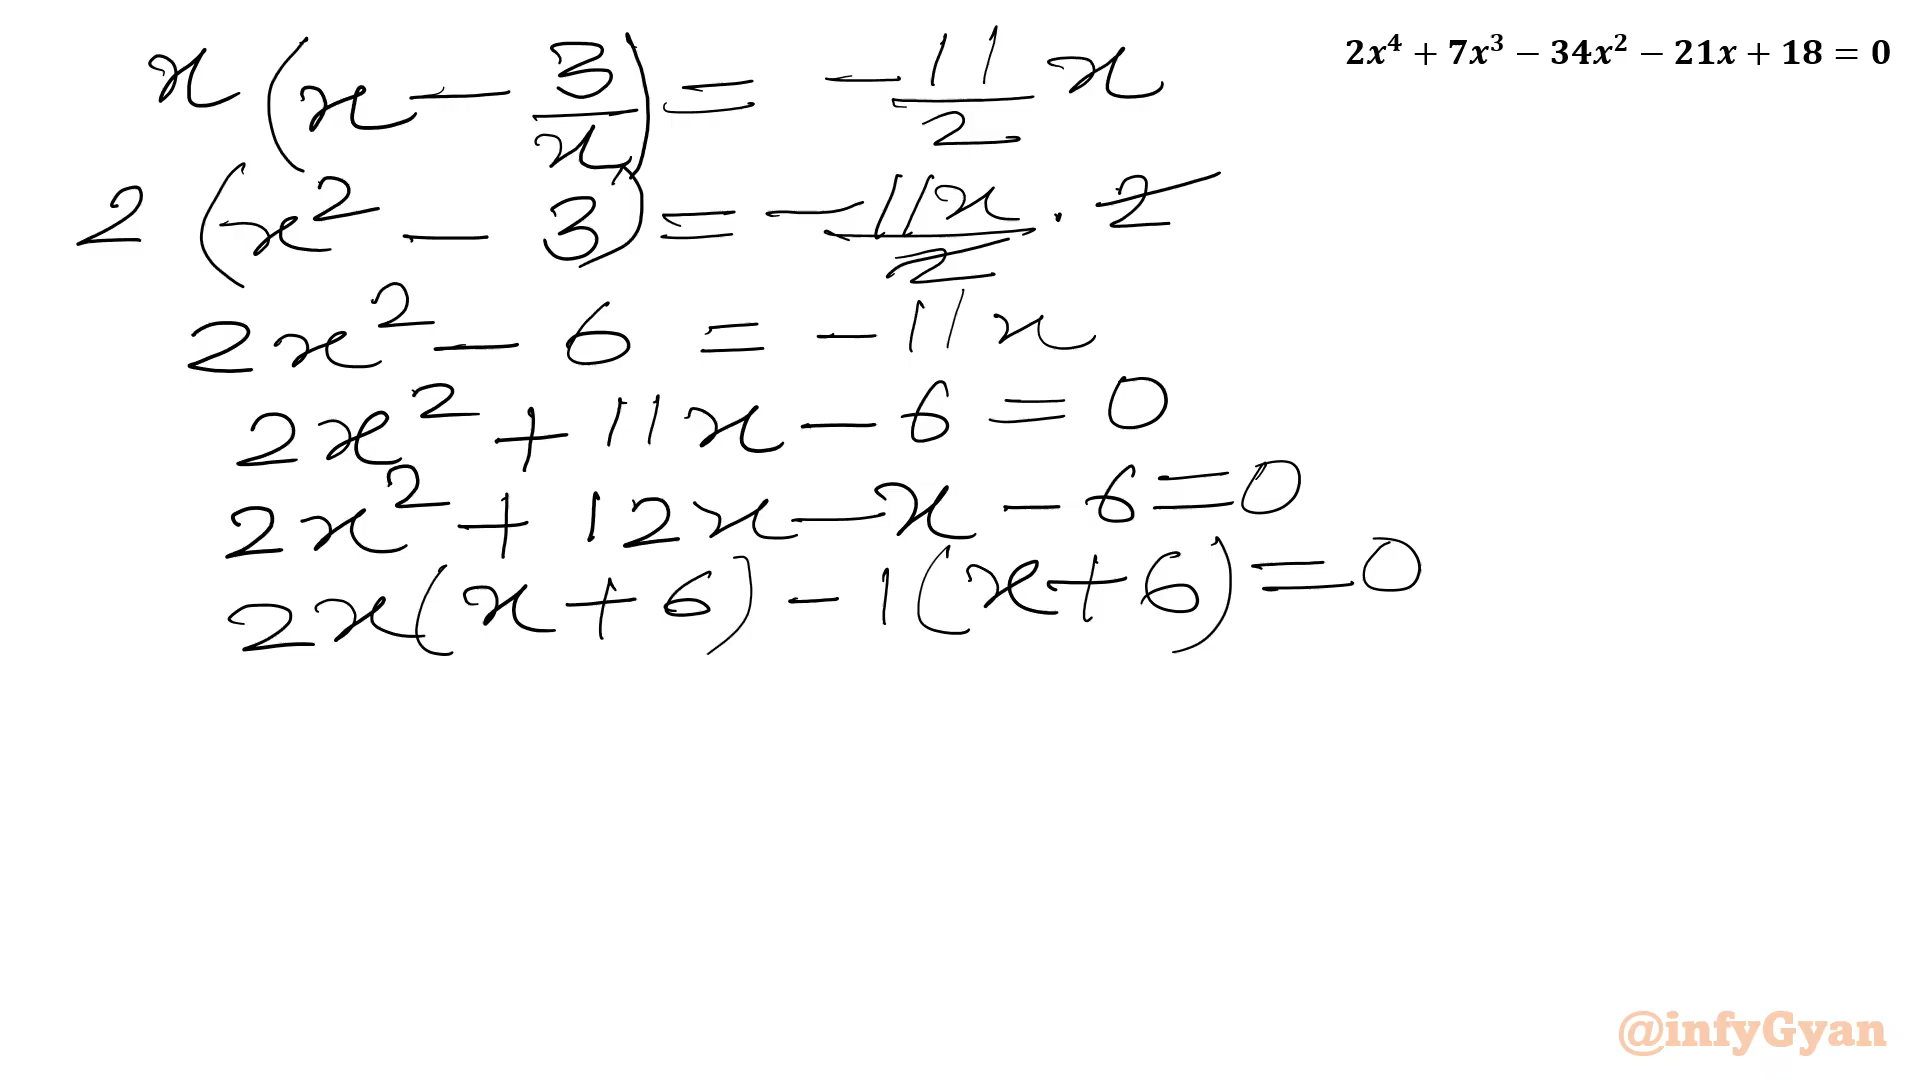 2x⁴ + 7x³ − 34x² − 21x + 18 = 0
x(x − 3/x) = −11/2 x
2(x² − 3) = −11x/2 · 2
2x² − 6 = −11x
2x² + 11x − 6 = 0
2x² + 12x − x − 6 = 0
2x(x + 6) − 1(x + 6) = 0
@infyGyan